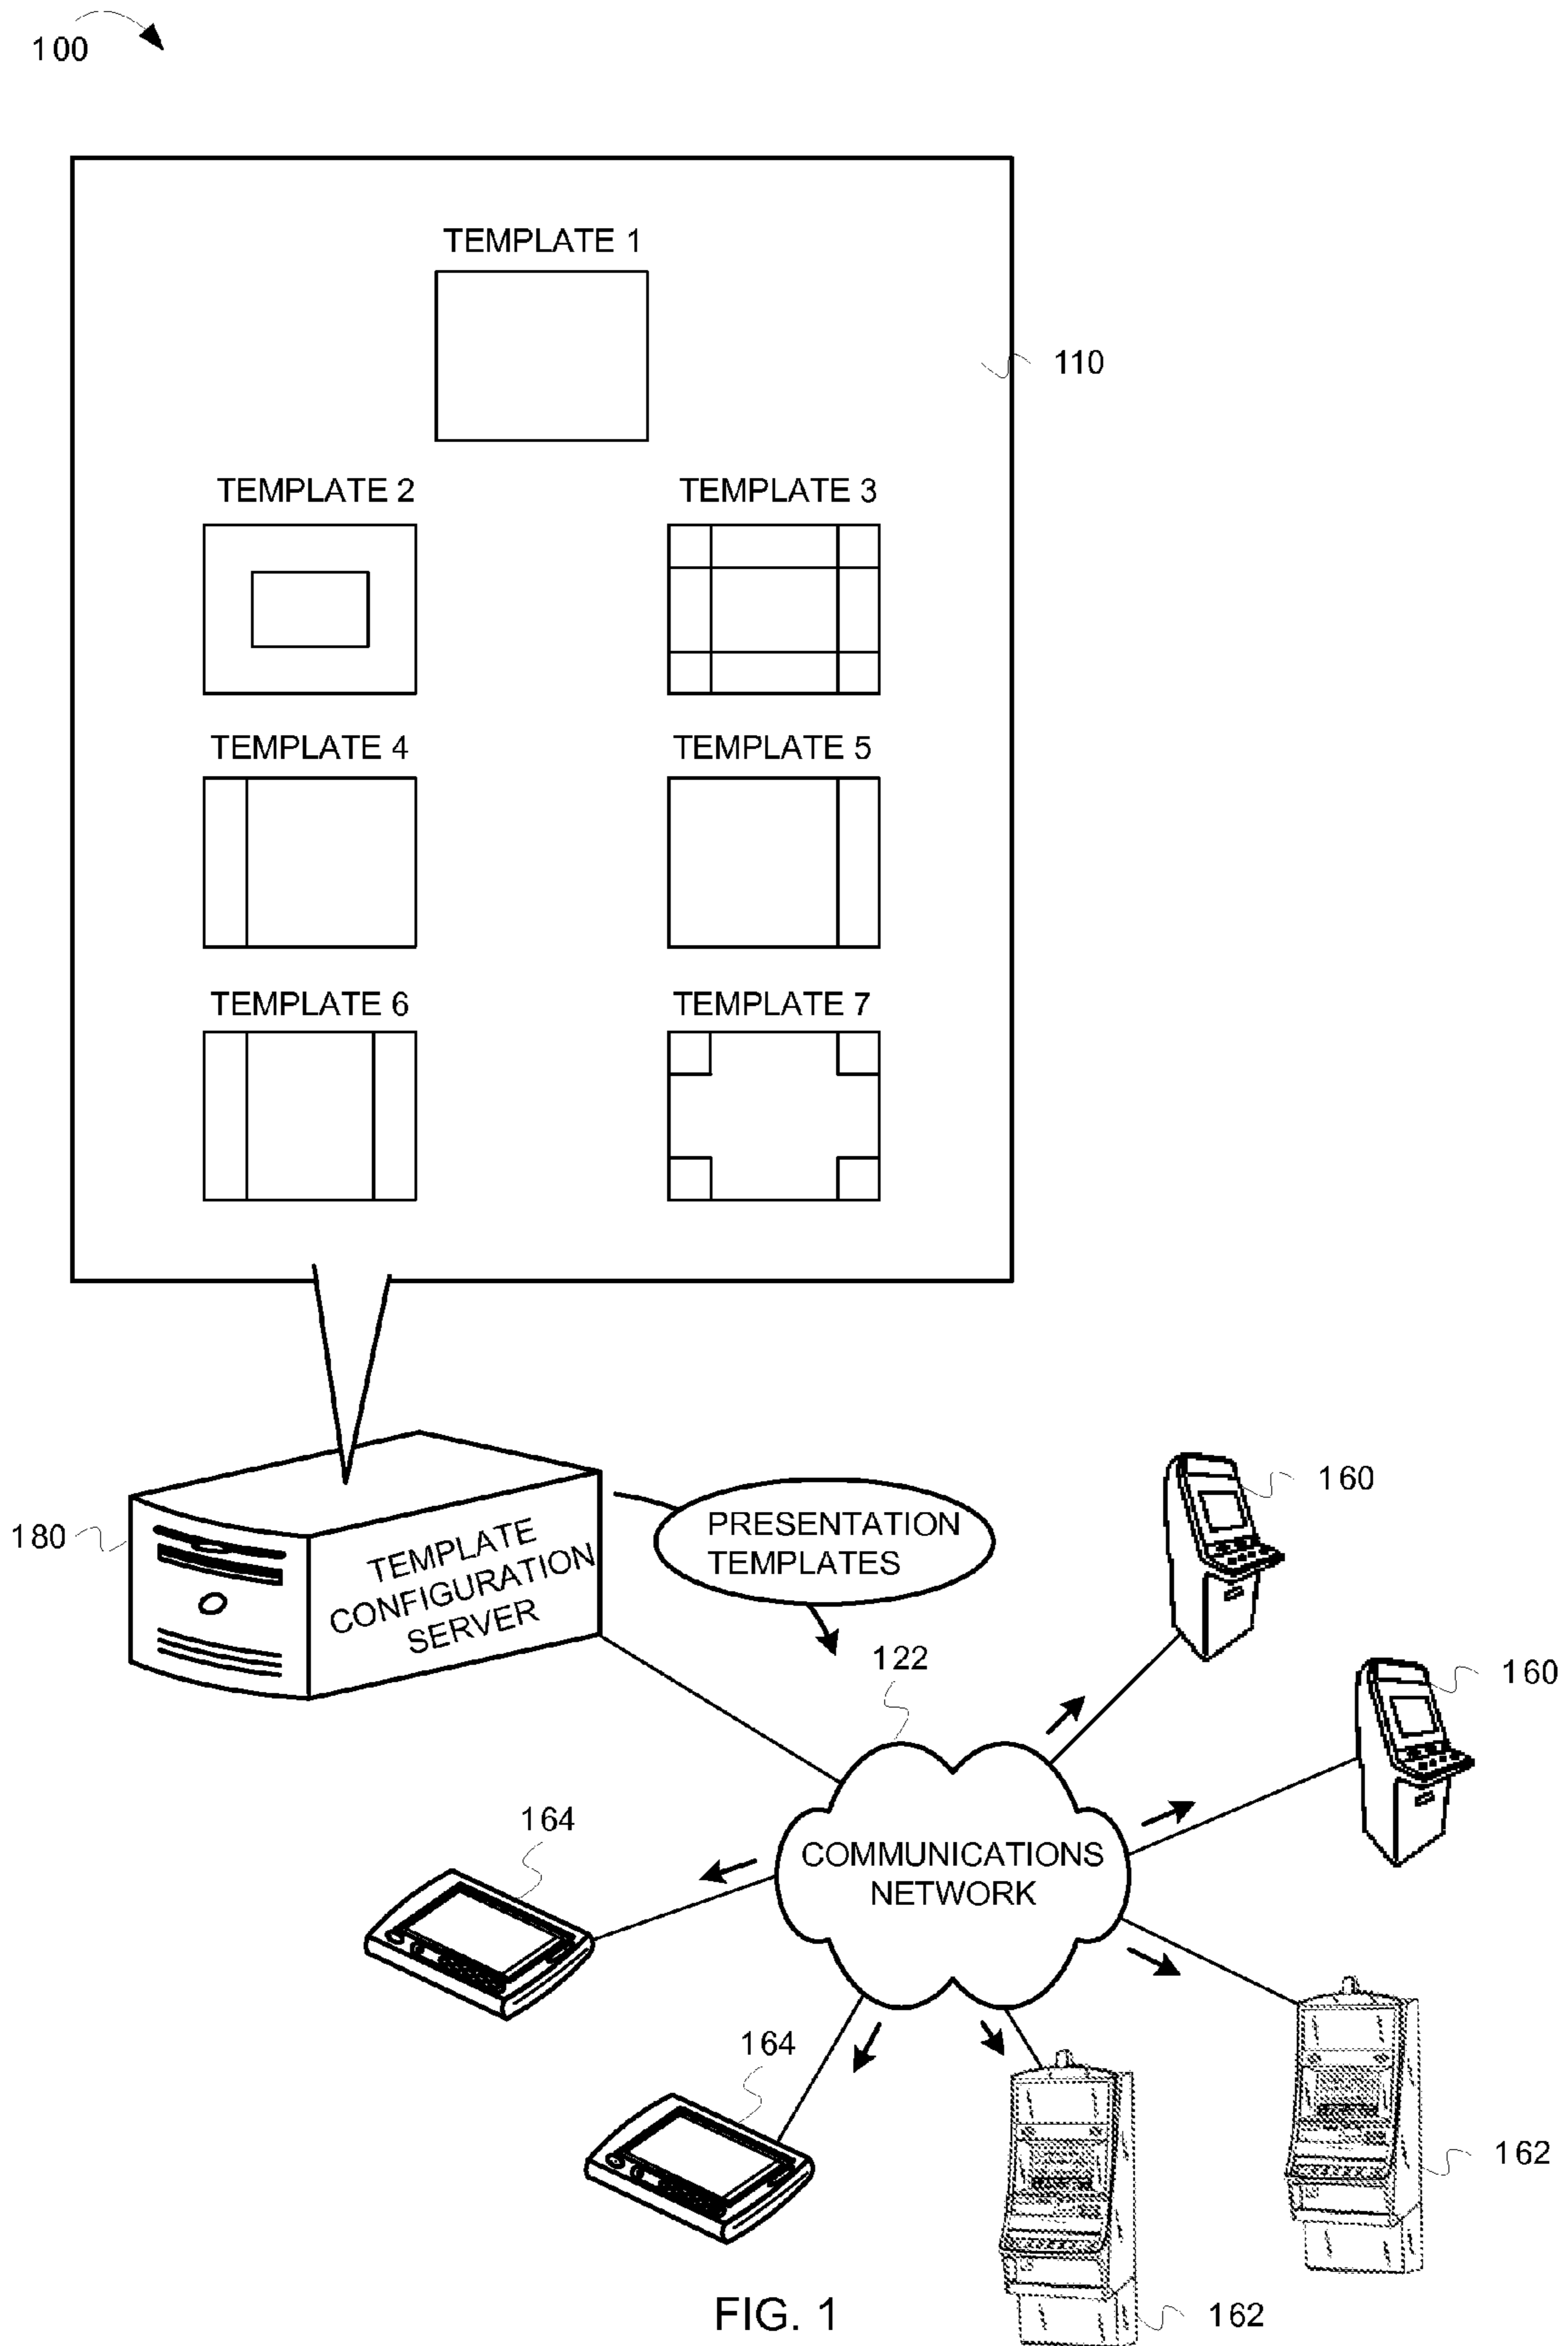 100
TEMPLATE 1
110
TEMPLATE 2
TEMPLATE 3
TEMPLATE 4
TEMPLATE 5
TEMPLATE 6
TEMPLATE 7
180
TEMPLATE
CONFIGURATION
SERVER
PRESENTATION
TEMPLATES
160
122
160
164
COMMUNICATIONS
NETWORK
164
162
162
FIG. 1